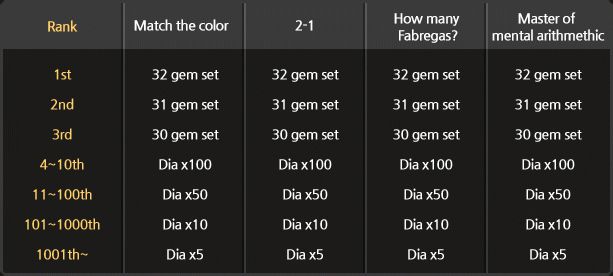 Rank Match the color 2-1 How many Fabregas? Master of mental arithmethic
1st 32 gem set 32 gem set 32 gem set 32 gem set
2nd 31 gem set 31 gem set 31 gem set 31 gem set
3rd 30 gem set 30 gem set 30 gem set 30 gem set
4~10th Dia x100 Dia x100 Dia x100 Dia x100
11~100th Dia x50 Dia x50 Dia x50 Dia x50
101~1000th Dia x10 Dia x10 Dia x10 Dia x10
1001th~ Dia x5 Dia x5 Dia x5 Dia x5